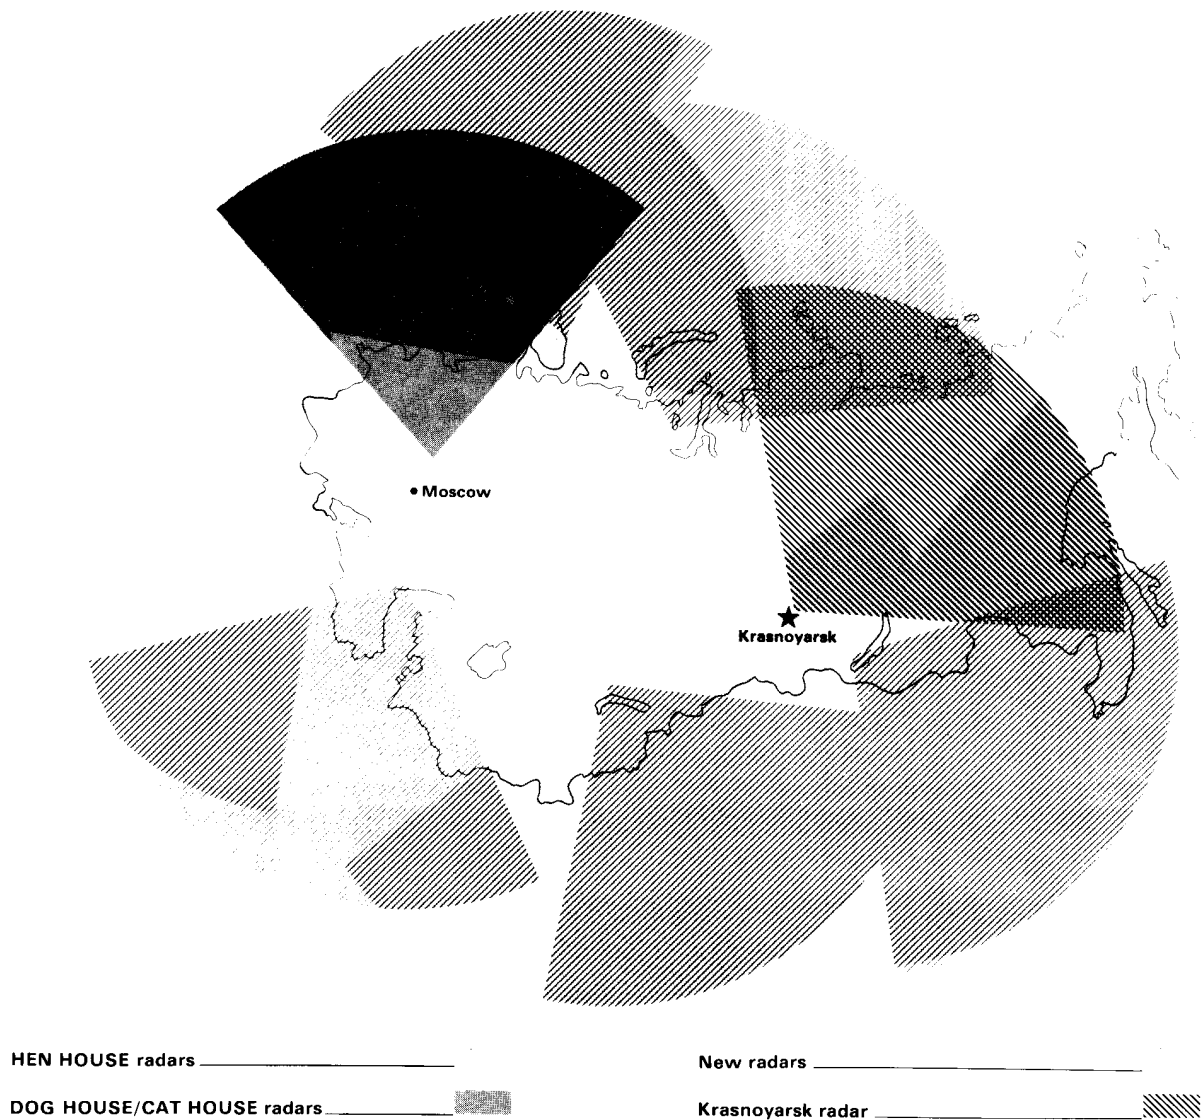 • Moscow
Krasnoyarsk
HEN HOUSE radars
New radars
DOG HOUSE/CAT HOUSE radars
Krasnoyarsk radar